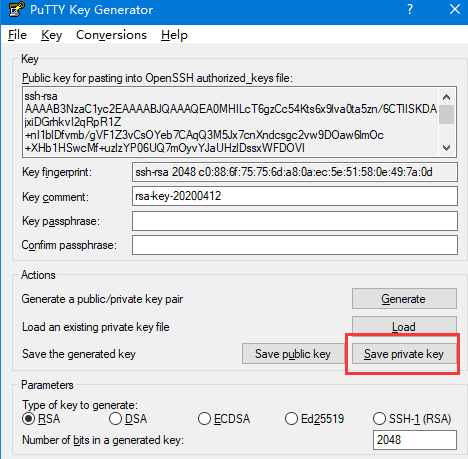 PuTTY Key Generator
?
File Key Conversions Help
Key
Public key for pasting into OpenSSH authorized_keys file:
ssh-rsa
AAAAB3NzaC1yc2EAAAABJQAAAQEA0MHILcT6gzCc54Kts6x9Iva0ta5zn/6CTIISKDA
jxiDGrhkvI2qRpR1Z
+nI1bIDfvmb/gVF1Z3vCsOYeb7CAqQ3M5Jx7cnXndcsgc2vw9DOaw6lmOc
+XHb1HSwcMf+uzlzYP06UQ7mOyvYJaUHzIDssxWFDOVI
Key fingerprint: ssh-rsa 2048 c0:88:6f:75:75:6d:a8:0a:ec:5e:51:58:0e:49:7a:0d
Key comment: rsa-key-20200412
Key passphrase:
Confirm passphrase:
Actions
Generate a public/private key pair Generate
Load an existing private key file Load
Save the generated key Save public key Save private key
Parameters
Type of key to generate:
RSA DSA ECDSA Ed25519 SSH-1 (RSA)
Number of bits in a generated key: 2048